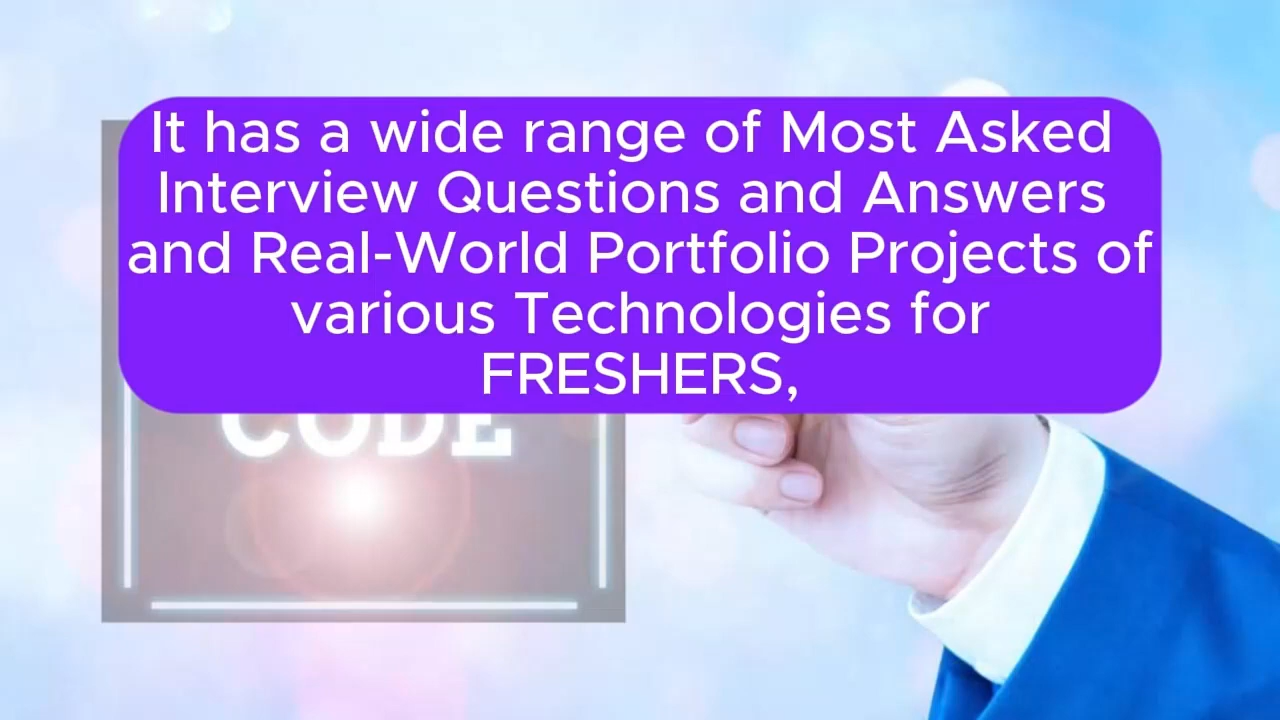 It has a wide range of Most Asked
Interview Questions and Answers
and Real-World Portfolio Projects of
various Technologies for
FRESHERS,
CODE